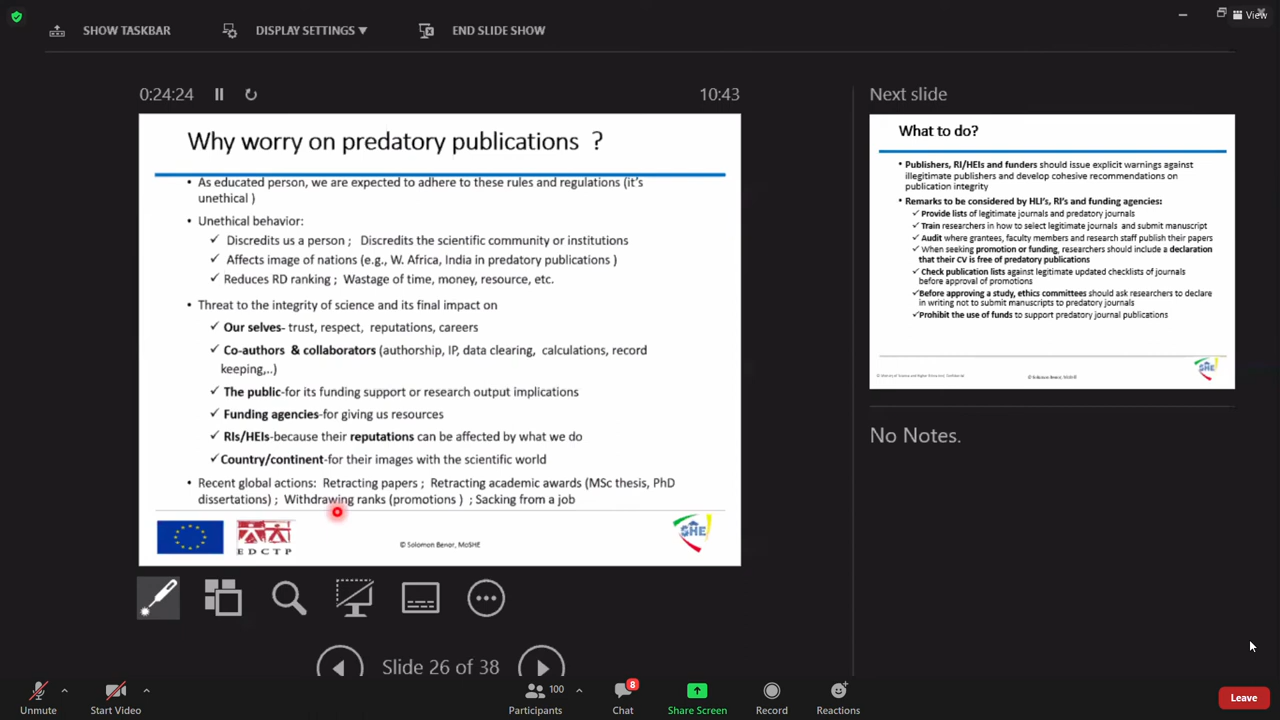 SHOW TASKBAR
DISPLAY SETTINGS ▼
END SLIDE SHOW
View
0:24:24
10:43
Why worry on predatory publications ?
• As educated person, we are expected to adhere to these rules and regulations (it's
unethical )
• Unethical behavior:
✓ Discredits us a person ; Discredits the scientific community or institutions
✓ Affects image of nations (e.g., W. Africa, India in predatory publications )
✓ Reduces RD ranking ; Wastage of time, money, resource, etc.
• Threat to the integrity of science and its final impact on
✓ Our selves- trust, respect, reputations, careers
✓ Co-authors & collaborators (authorship, IP, data clearing, calculations, record
keeping,..)
✓ The public-for its funding support or research output implications
✓ Funding agencies-for giving us resources
✓ RIs/HEIs-because their reputations can be affected by what we do
✓ Country/continent-for their images with the scientific world
• Recent global actions: Retracting papers ; Retracting academic awards (MSc thesis, PhD
dissertations) ; Withdrawing ranks (promotions ) ; Sacking from a job
EDCTP
© Solomon Benor, MoSHE
SHE
Next slide
What to do?
• Publishers, RI/HEIs and funders should issue explicit warnings against
illegitimate publishers and develop cohesive recommendations on
publication integrity
• Remarks to be considered by HLI's, RI's and funding agencies:
✓ Provide lists of legitimate journals and predatory journals
✓ Train researchers in how to select legitimate journals and submit manuscript
✓ Audit where grantees, faculty members and research staff publish their papers
✓ When seeking promotion or funding, researchers should include a declaration
that their CV is free of predatory publications
✓ Check publication lists against legitimate updated checklists of journals
before approval of promotions
✓Before approving a study, ethics committees should ask researchers to declare
in writing not to submit manuscripts to predatory journals
✓Prohibit the use of funds to support predatory journal publications
© Solomon Benor, MoSHE
SHE
No Notes.
Slide 26 of 38
Unmute
Start Video
100
Participants
8
Chat
Share Screen
Record
Reactions
Leave